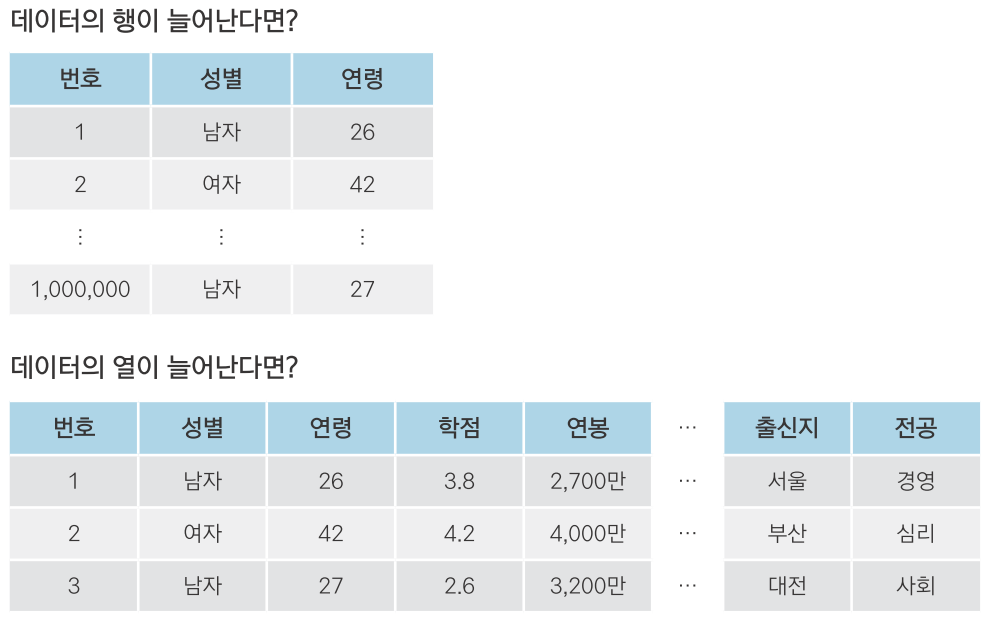 데이터의 행이 늘어난다면?
번호 성별 연령
1 남자 26
2 여자 42
⋮ ⋮ ⋮
1,000,000 남자 27
데이터의 열이 늘어난다면?
번호 성별 연령 학점 연봉 … 출신지 전공
1 남자 26 3.8 2,700만 … 서울 경영
2 여자 42 4.2 4,000만 … 부산 심리
3 남자 27 2.6 3,200만 … 대전 사회